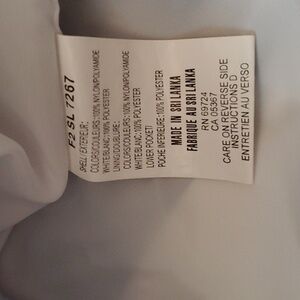 F2 SL 7267
SHELL/ EXTERIEUR:
COLORS/COULEURS:100% NYLON/POLYAMIDE
WHITE/BLANC:100% POLYESTER
LINING/DOUBLURE:
COLORS/COULEURS:100% NYLON/POLYAMIDE
WHITE/BLANC:100% POLYESTER
LOWER POCKET/
POCHE INFERIEURE:100% POLYESTER
MADE IN SRI LANKA
FABRIQUE AU SRI LANKA
RN 69724
CA 05367
CARE ON REVERSE SIDE
INSTRUCTIONS D
ENTRETIEN AU VERSO